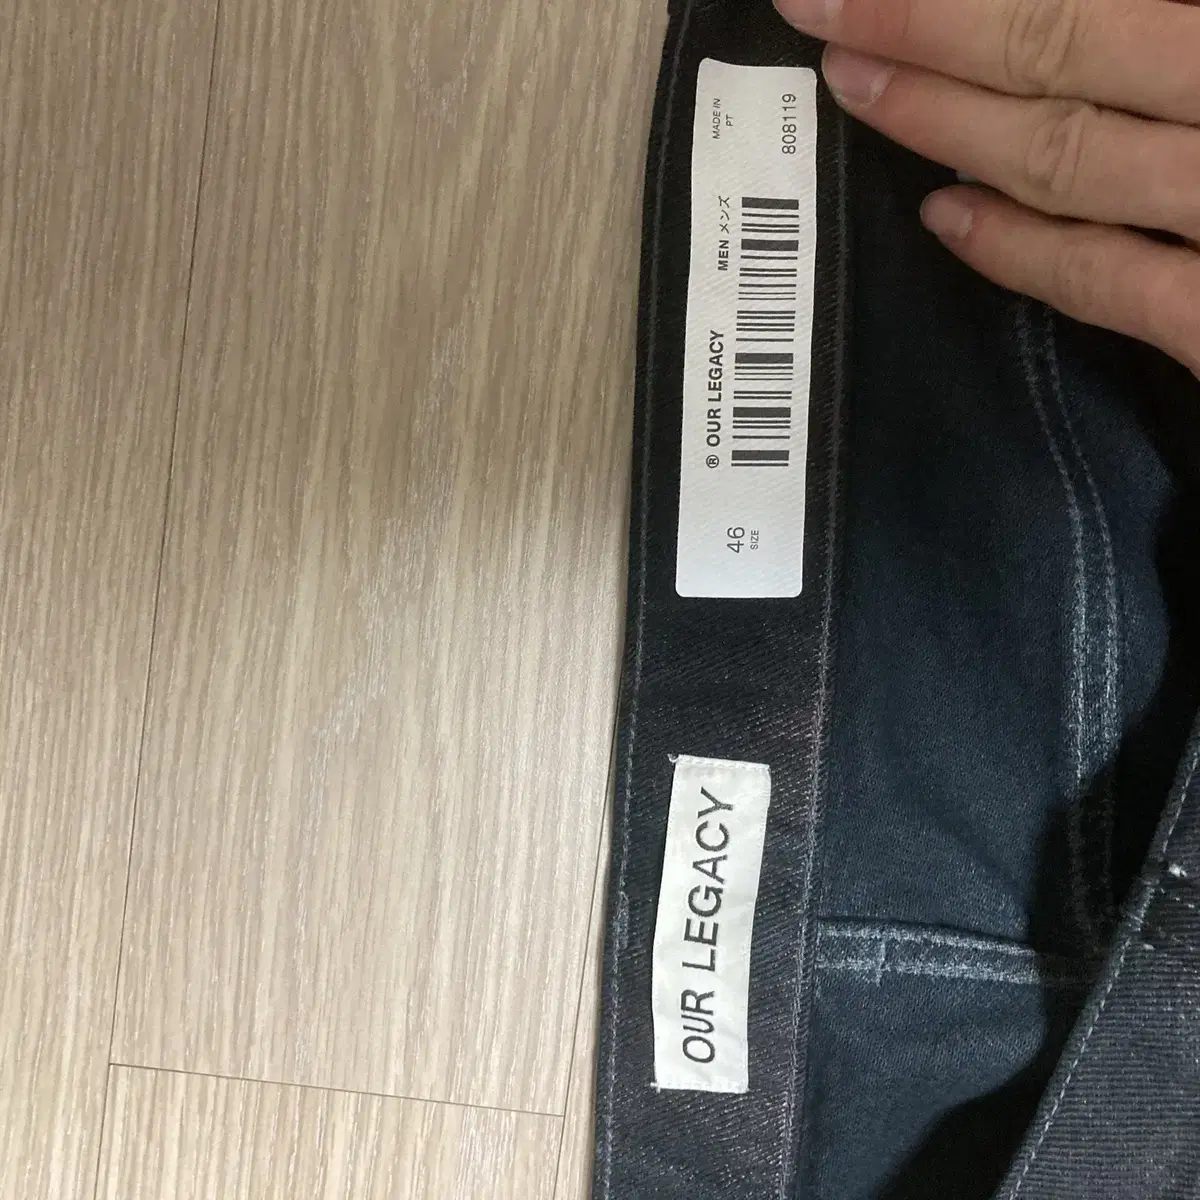 MADE IN
PT
808119
® OUR LEGACY MEN メンズ
46
SIZE
OUR LEGACY